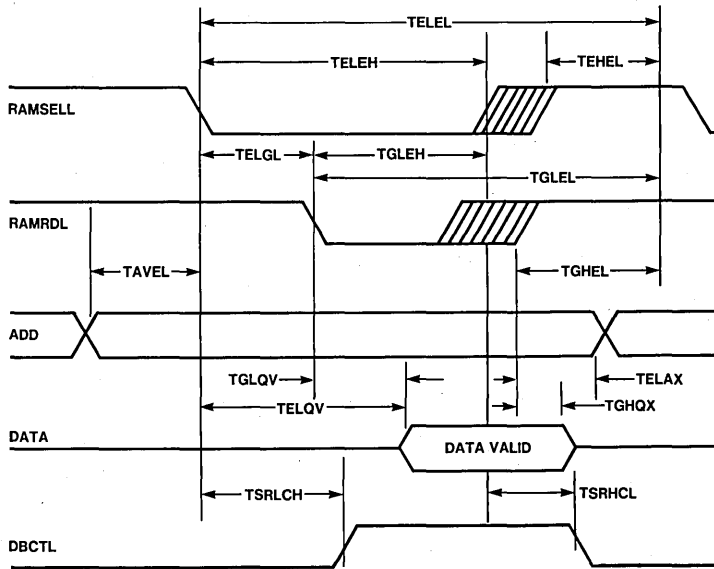 TELEL
TELEH
TEHEL
RAMSELL
TELGL
TGLEH
TGLEL
RAMRDL
TAVEL
TGHEL
ADD
TGLQV
TELAX
TELQV
TGHQX
DATA
DATA VALID
TSRLCH
TSRHCL
DBCTL